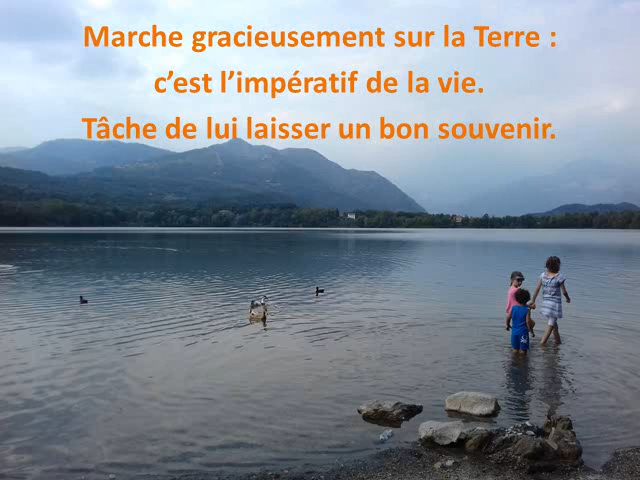 Marche gracieusement sur la Terre :
c’est l’impératif de la vie.
Tâche de lui laisser un bon souvenir.